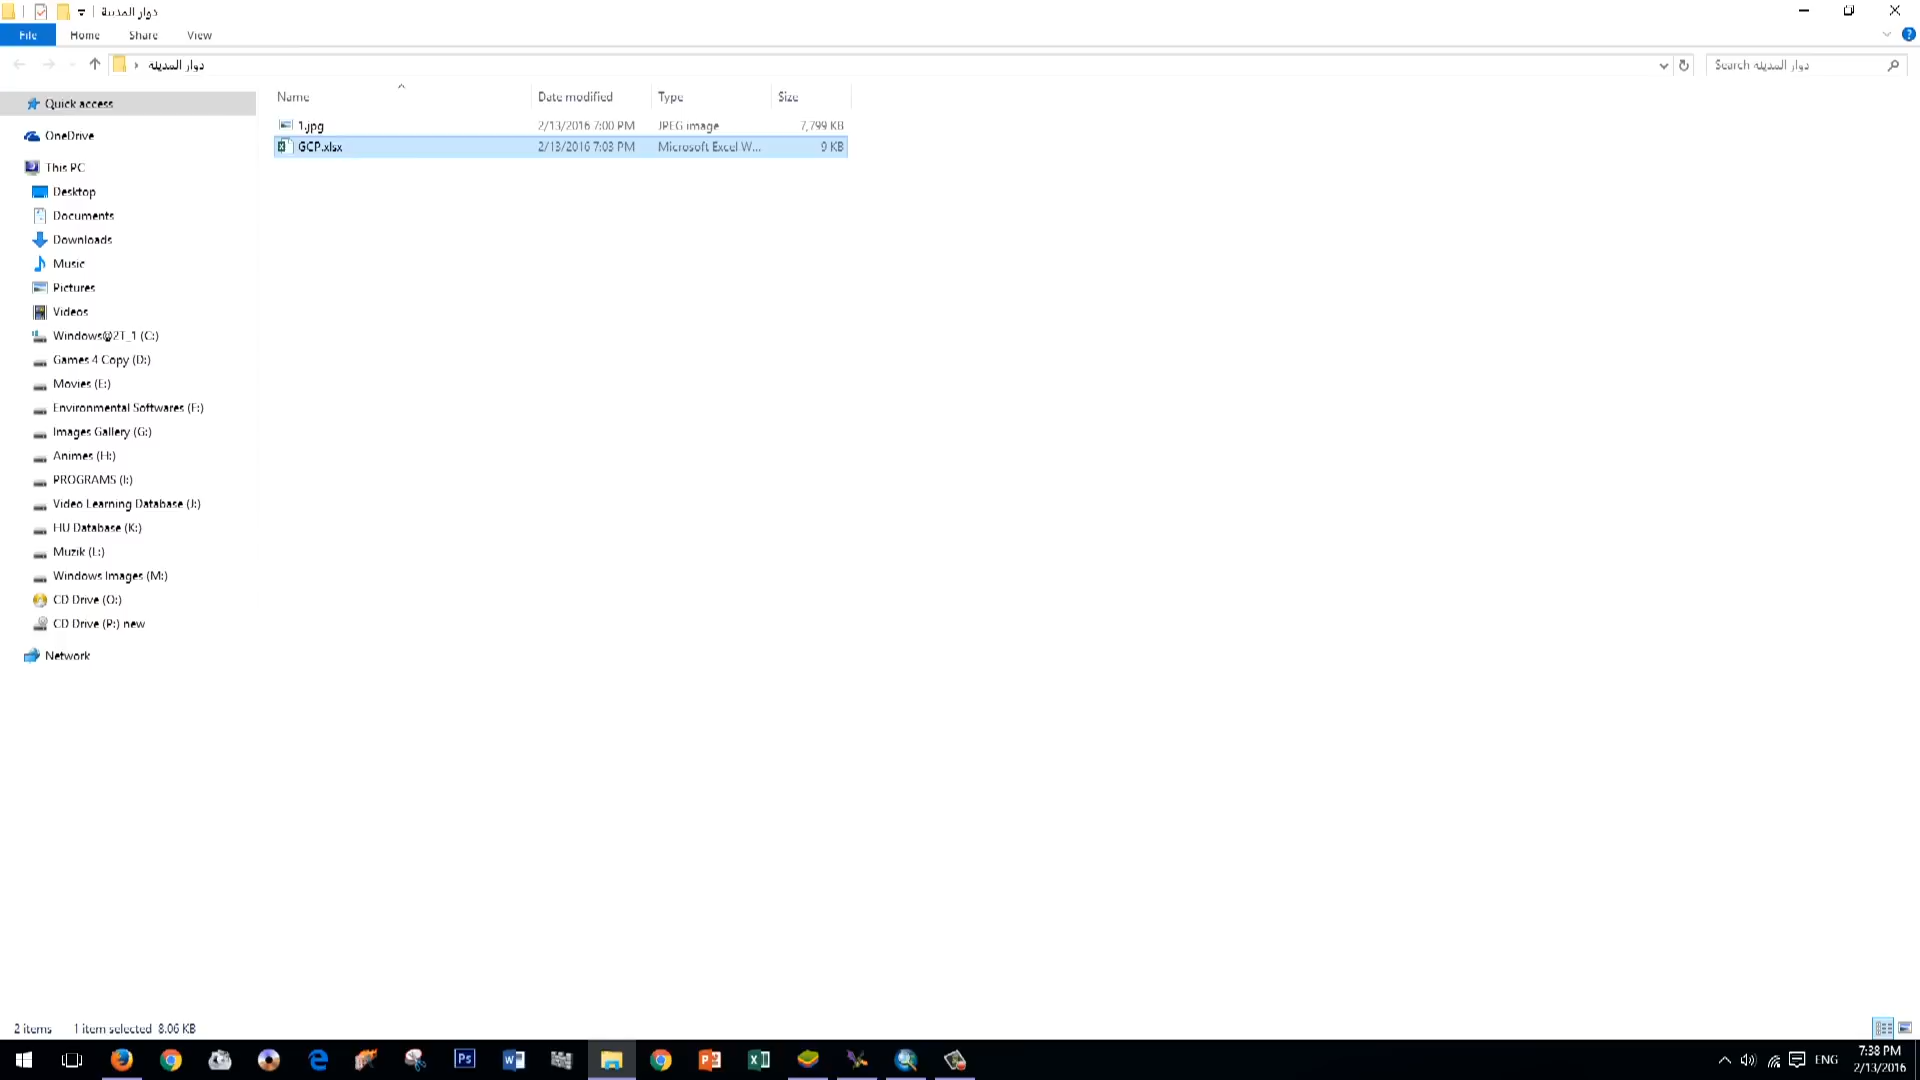 دوار المدينة
File Home Share View
دوار المدينة
Search دوار المدينة
Name Date modified Type Size
1.jpg 2/13/2016 7:00 PM JPEG image 7,799 KB
GCP.xlsx 2/13/2016 7:03 PM Microsoft Excel W... 9 KB
Quick access
OneDrive
This PC
Desktop
Documents
Downloads
Music
Pictures
Videos
Windows@2T_1 (C:)
Games 4 Copy (D:)
Movies (E:)
Environmental Softwares (F:)
Images Gallery (G:)
Animes (H:)
PROGRAMS (I:)
Video Learning Database (J:)
HU Database (K:)
Muzik (L:)
Windows Images (M:)
CD Drive (O:)
CD Drive (P:) new
Network
2 items 1 item selected 8.06 KB
ENG 7:38 PM
2/13/2016